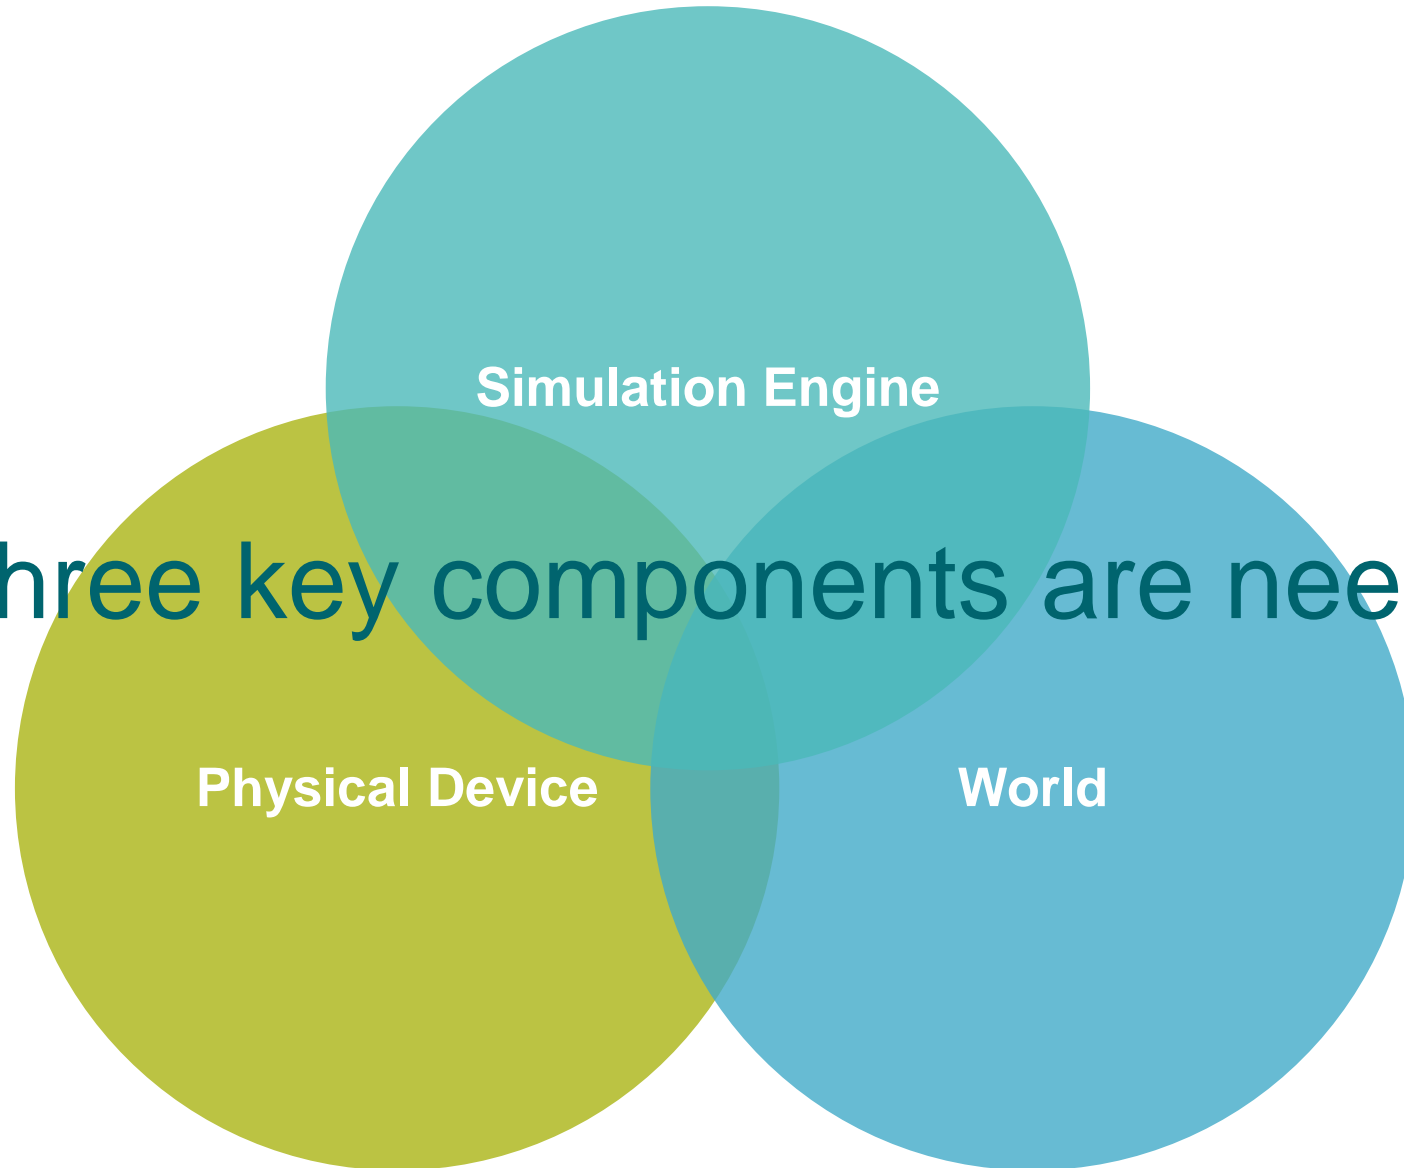 Simulation Engine
hree key components are nee
Physical Device
World